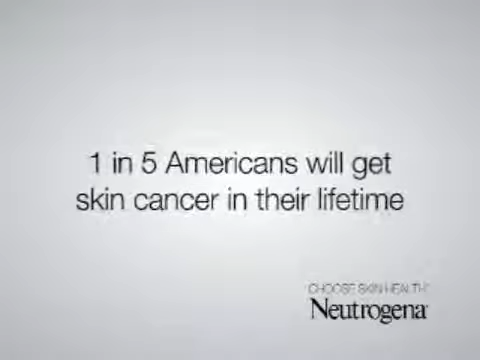 1 in 5 Americans will get
skin cancer in their lifetime
CHOOSE SKIN HEALTH
Neutrogena